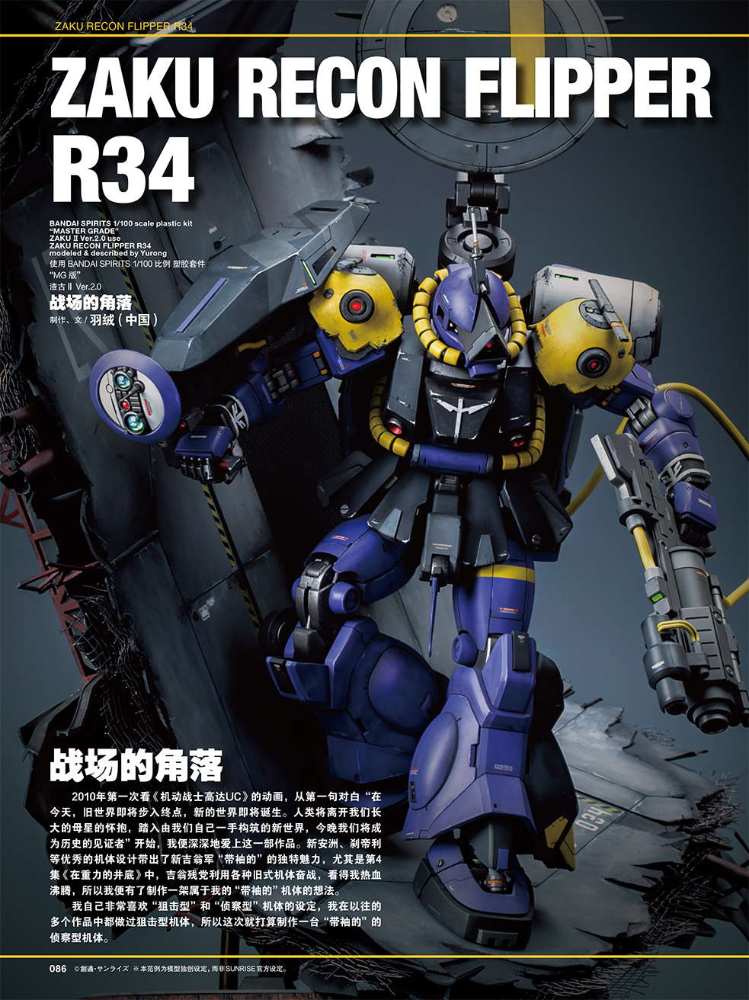 ZAKU RECON FLIPPER R34
ZAKU RECON FLIPPER
R34
BANDAI SPIRITS 1/100 scale plastic kit
“MASTER GRADE”
ZAKU Ⅱ Ver.2.0 use
ZAKU RECON FLIPPER R34
modeled & described by Yurong
使用 BANDAI SPIRITS 1/100 比例 塑胶套件
“MG 版”
渣古Ⅱ Ver.2.0
战场的角落
制作、文 / 羽绒 ( 中国 )
战场的角落
2010年第一次看《机动战士高达UC》的动画，从第一句对白“在
今天，旧世界即将步入终点，新的世界即将诞生。人类将离开我们长
大的母星的怀抱，踏入由我们自己一手构筑的新世界，今晚我们将成
为历史的见证者”开始，我便深深地爱上这一部作品。新安洲、刹帝利
等优秀的机体设计带出了新吉翁军“带袖的”的独特魅力，尤其是第4
集《在重力的井底》中，吉翁残党利用各种旧式机体奋战，看得我热血
沸腾，所以我便有了制作一架属于我的“带袖的”机体的想法。
我自己非常喜欢“狙击型”和“侦察型”机体的设定，我在以往的
多个作品中都做过狙击型机体，所以这次就打算制作一台“带袖的”的
侦察型机体。
034
086 ©創通・サンライズ ※本范例为模型独创设定，而非SUNRISE官方设定。